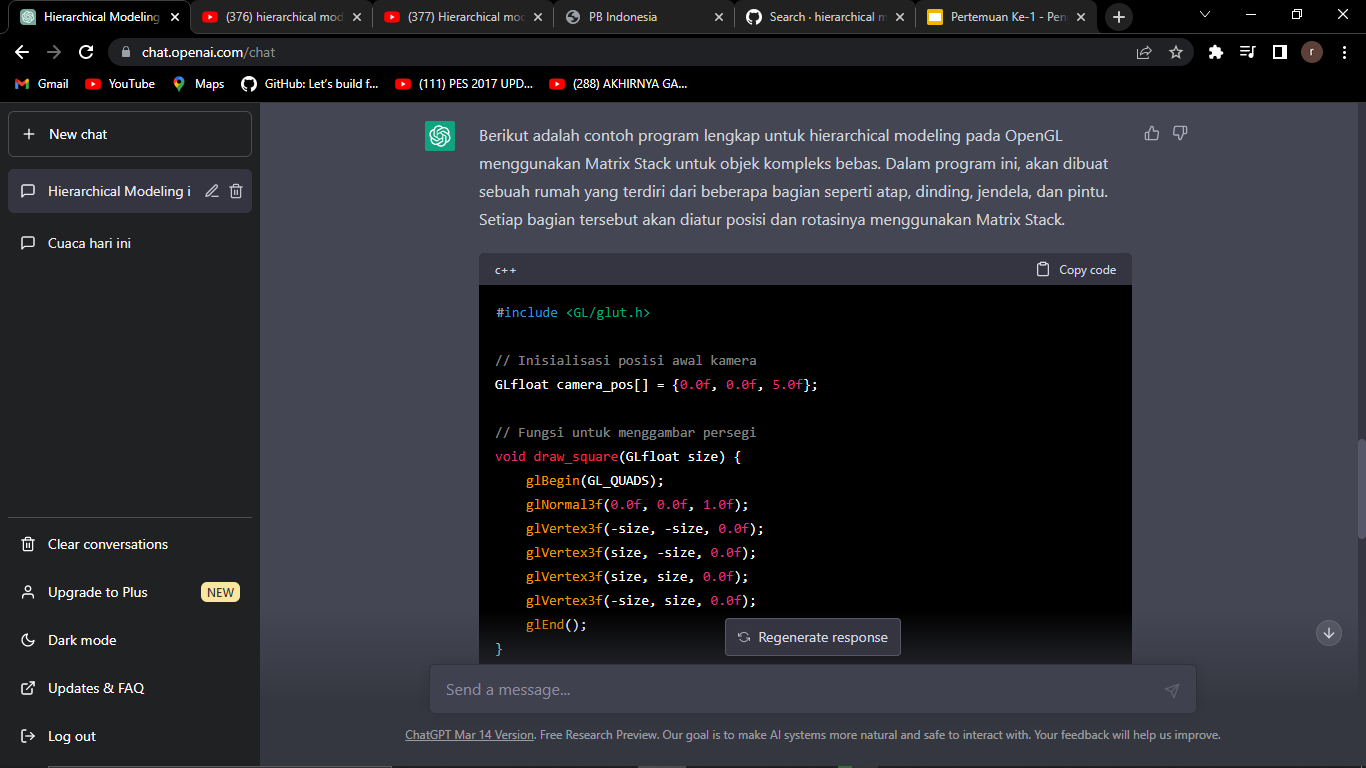 Hierarchical Modeling
(376) hierarchical mod
(377) Hierarchical mod
PB Indonesia
Search · hierarchical m
Pertemuan Ke-1 - Pen
chat.openai.com/chat
r
Gmail
YouTube
Maps
GitHub: Let's build f...
(111) PES 2017 UPD...
(288) AKHIRNYA GA...
New chat
Hierarchical Modeling i
Cuaca hari ini
Clear conversations
Upgrade to Plus
NEW
Dark mode
Updates & FAQ
Log out
Berikut adalah contoh program lengkap untuk hierarchical modeling pada OpenGL
menggunakan Matrix Stack untuk objek kompleks bebas. Dalam program ini, akan dibuat
sebuah rumah yang terdiri dari beberapa bagian seperti atap, dinding, jendela, dan pintu.
Setiap bagian tersebut akan diatur posisi dan rotasinya menggunakan Matrix Stack.
c++
Copy code
#include <GL/glut.h>
// Inisialisasi posisi awal kamera
GLfloat camera_pos[] = {0.0f, 0.0f, 5.0f};
// Fungsi untuk menggambar persegi
void draw_square(GLfloat size) {
glBegin(GL_QUADS);
glNormal3f(0.0f, 0.0f, 1.0f);
glVertex3f(-size, -size, 0.0f);
glVertex3f(size, -size, 0.0f);
glVertex3f(size, size, 0.0f);
glVertex3f(-size, size, 0.0f);
glEnd();
}
Regenerate response
Send a message...
ChatGPT Mar 14 Version. Free Research Preview. Our goal is to make AI systems more natural and safe to interact with. Your feedback will help us improve.